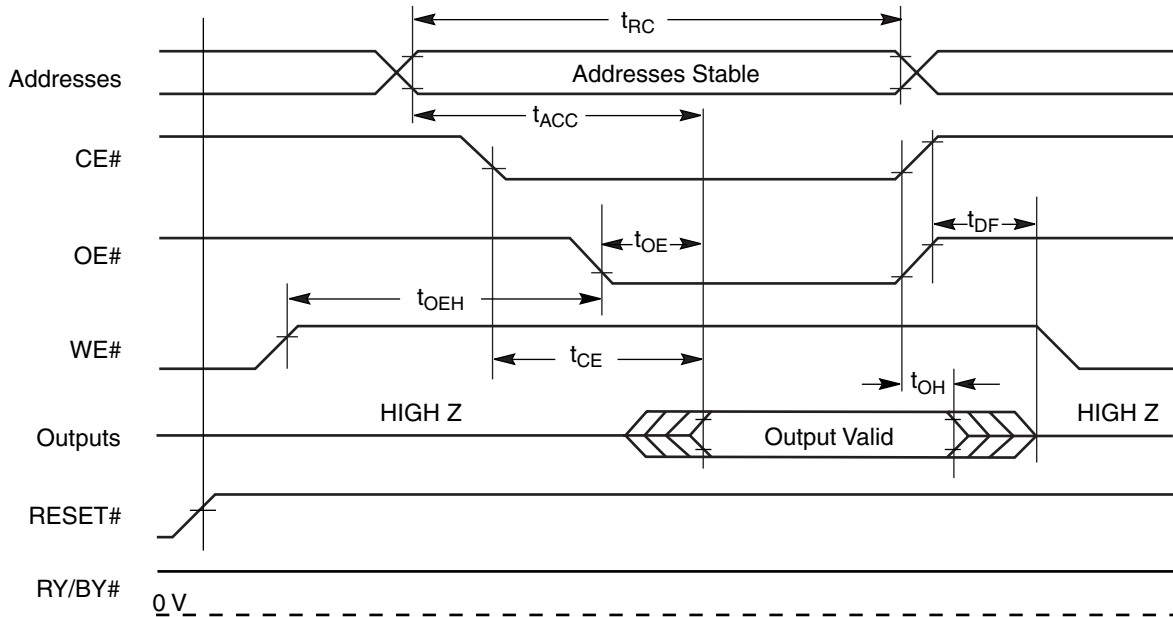 tRC
Addresses
Addresses Stable
tACC
CE#
tDF
OE#
tOE
tOEH
WE#
tCE
tOH
HIGH Z
HIGH Z
Outputs
Output Valid
RESET#
RY/BY#
0 V